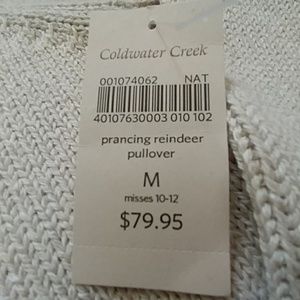 Coldwater Creek
001074062 NAT
40107630003 010 102
prancing reindeer
pullover
M
misses 10-12
$79.95